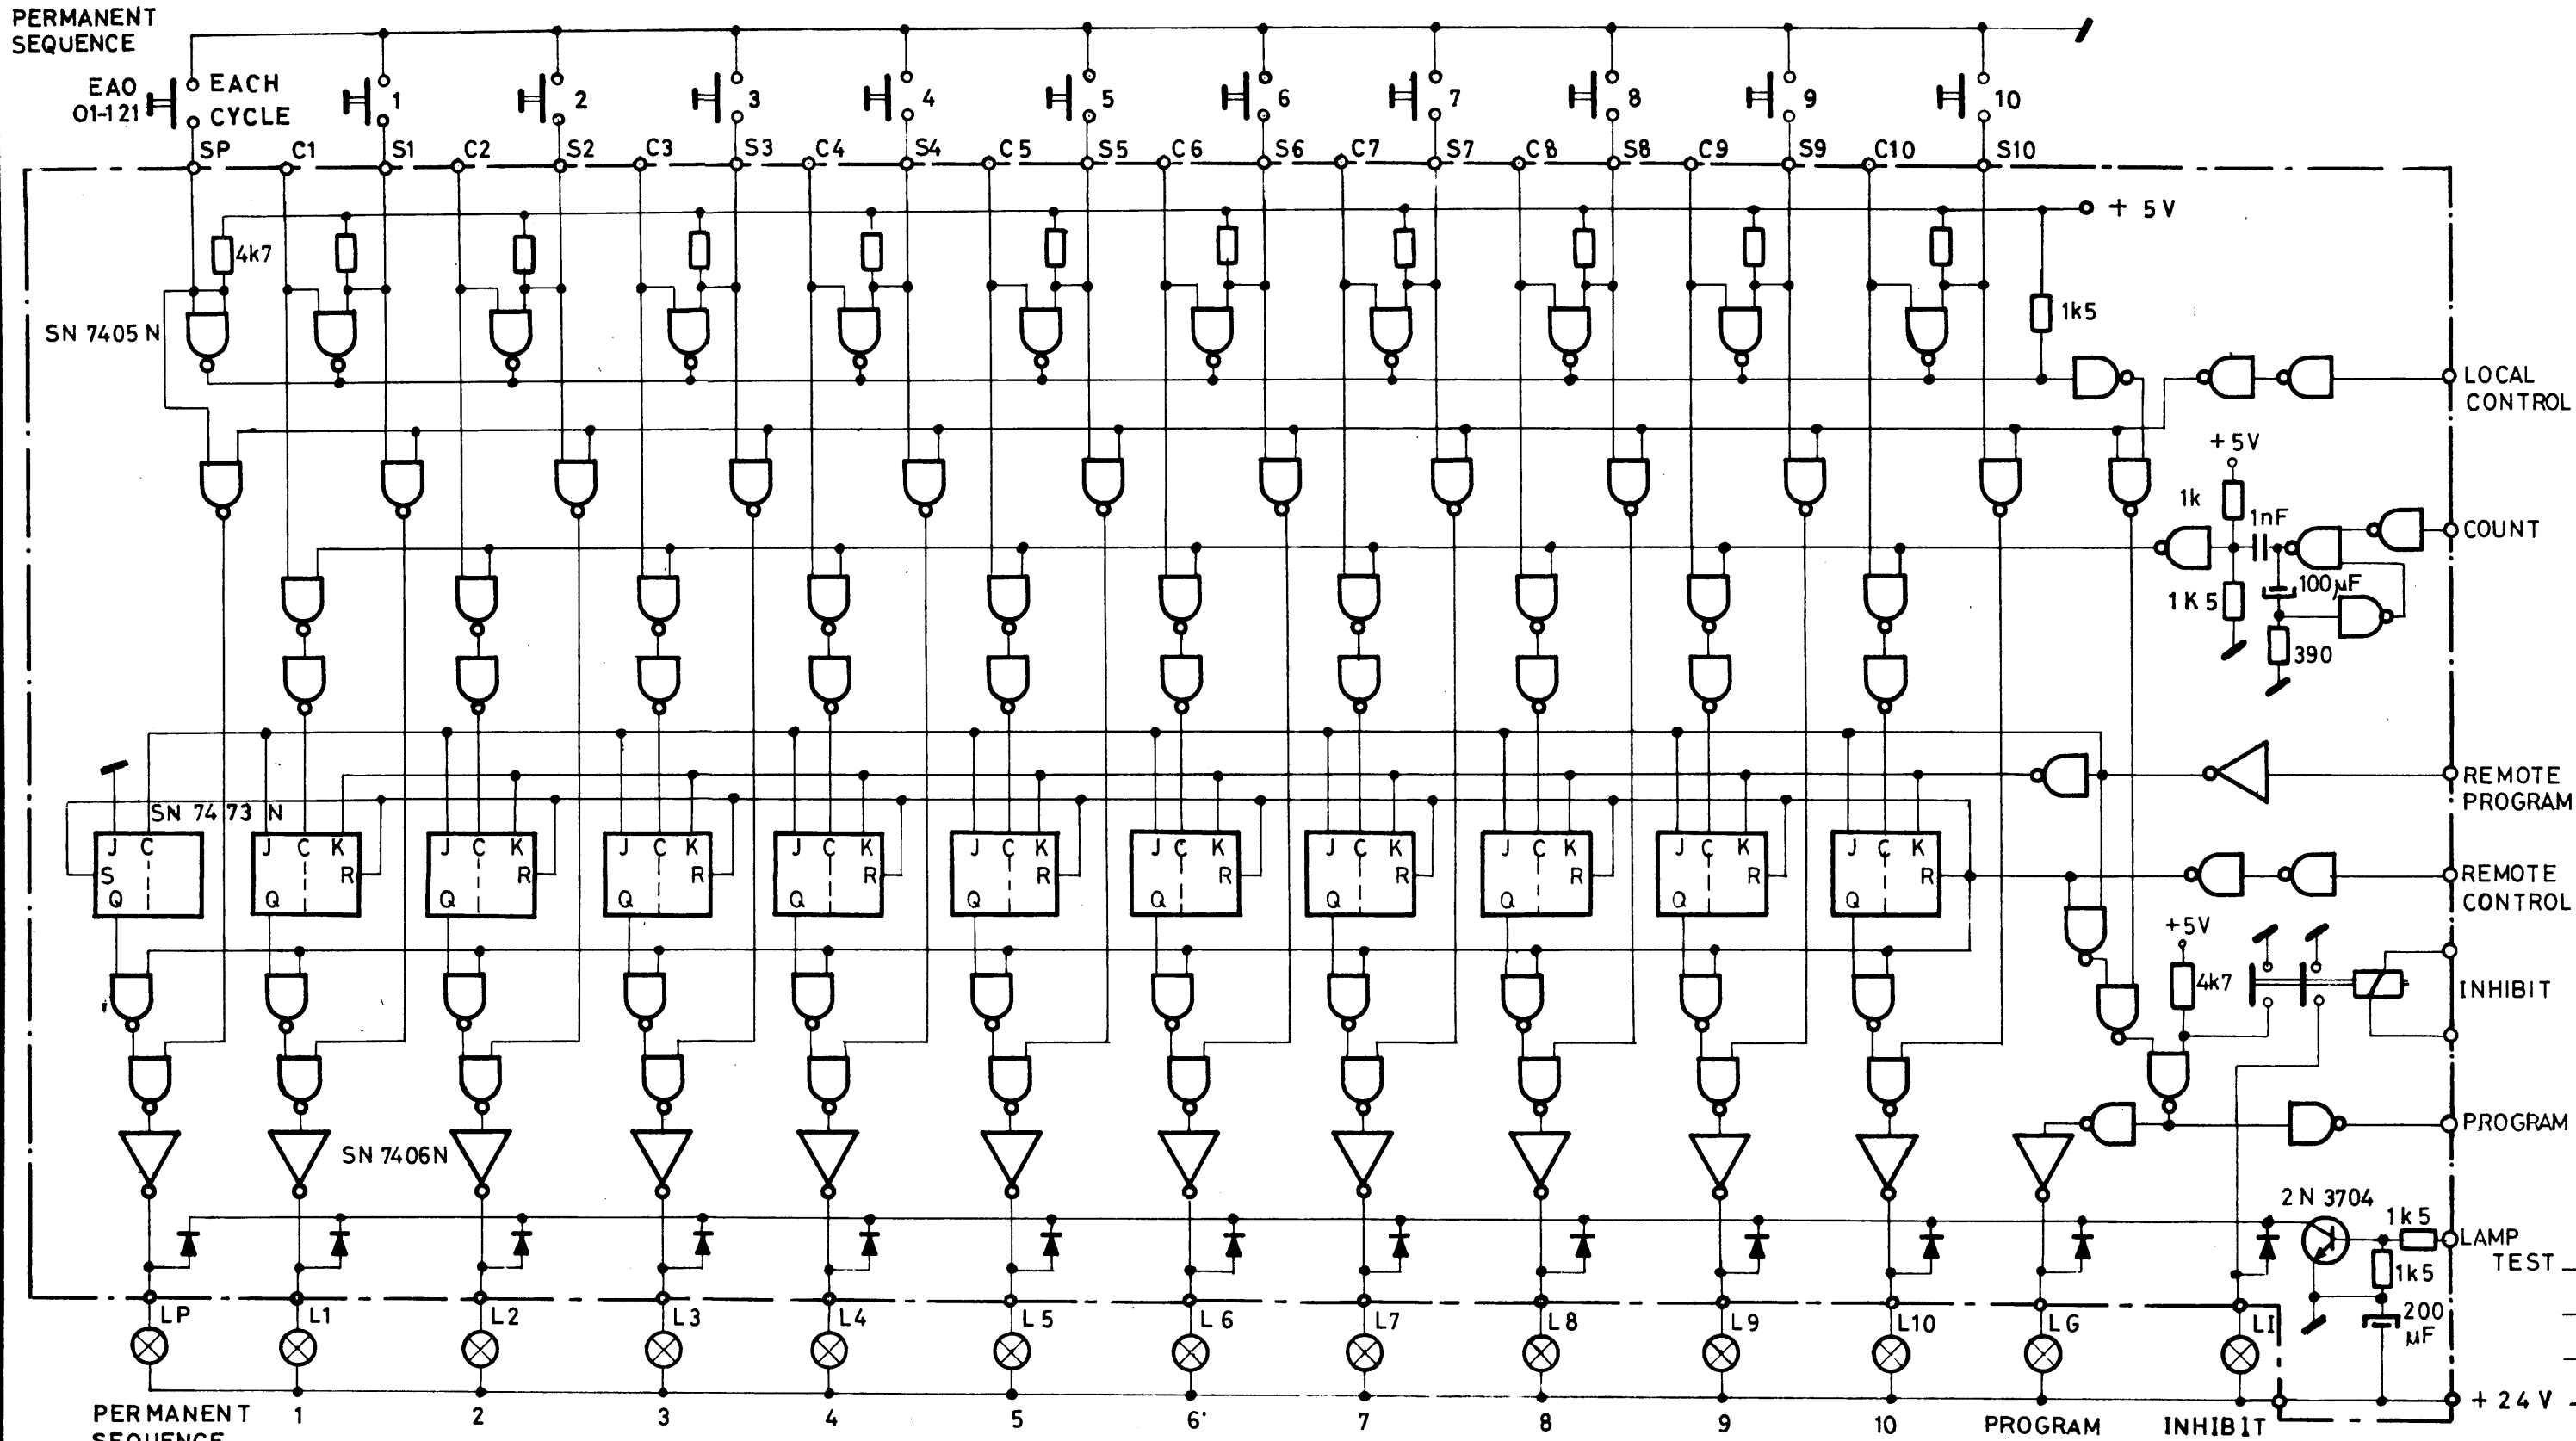 PERMANENT
SEQUENCE
EAO
01-121
EACH
CYCLE
1
2
3
4
5
6
7
8
9
10
SP
C1
S1
C2
S2
C3
S3
C4
S4
C5
S5
C6
S6
C7
S7
C8
S8
C9
S9
C10
S10
+ 5V
4k7
1k5
SN 7405 N
LOCAL
CONTROL
+5V
1k
1nF
COUNT
100µF
1K5
390
REMOTE
PROGRAM
SN 7473 N
J C
S
Q
J C K
R
Q
J C K
R
Q
J C K
R
Q
J C K
R
Q
J C K
R
Q
J C K
R
Q
J C K
R
Q
J C K
R
Q
J C K
R
Q
J C K
R
Q
REMOTE
CONTROL
+5V
4k7
INHIBIT
PROGRAM
SN 7406N
2N 3704
1k5
LAMP
TEST
1k5
200
µF
LP
L1
L2
L3
L4
L5
L6
L7
L8
L9
L10
LG
LI
+ 24V
PERMANENT
SEQUENCE
1
2
3
4
5
6
7
8
9
10
PROGRAM
INHIBIT